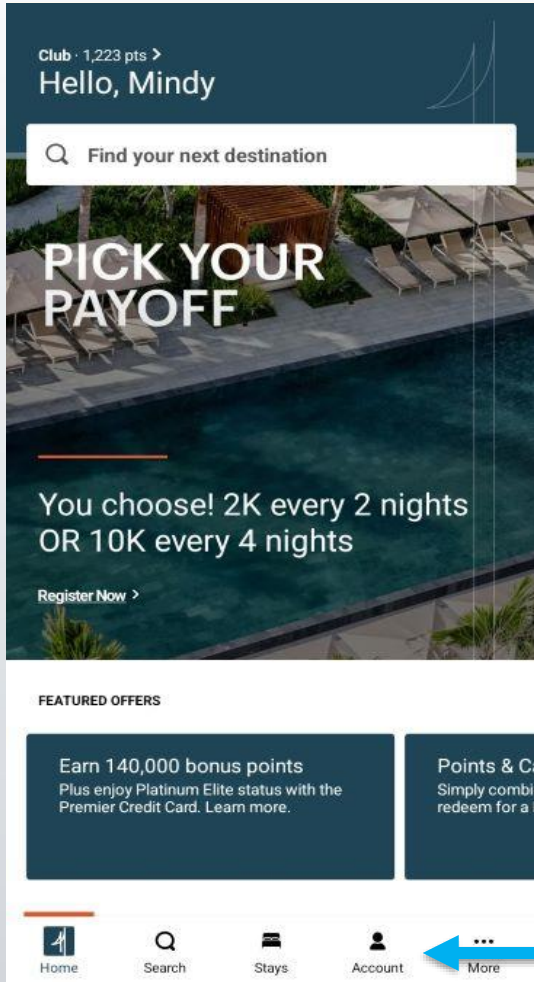 Club · 1,223 pts >
Hello, Mindy
Find your next destination
PICK YOUR
PAYOFF
You choose! 2K every 2 nights
OR 10K every 4 nights
Register Now >
FEATURED OFFERS
Earn 140,000 bonus points
Plus enjoy Platinum Elite status with the
Premier Credit Card. Learn more.
Points &
Simply
redeem for a
Home Search Stays Account More